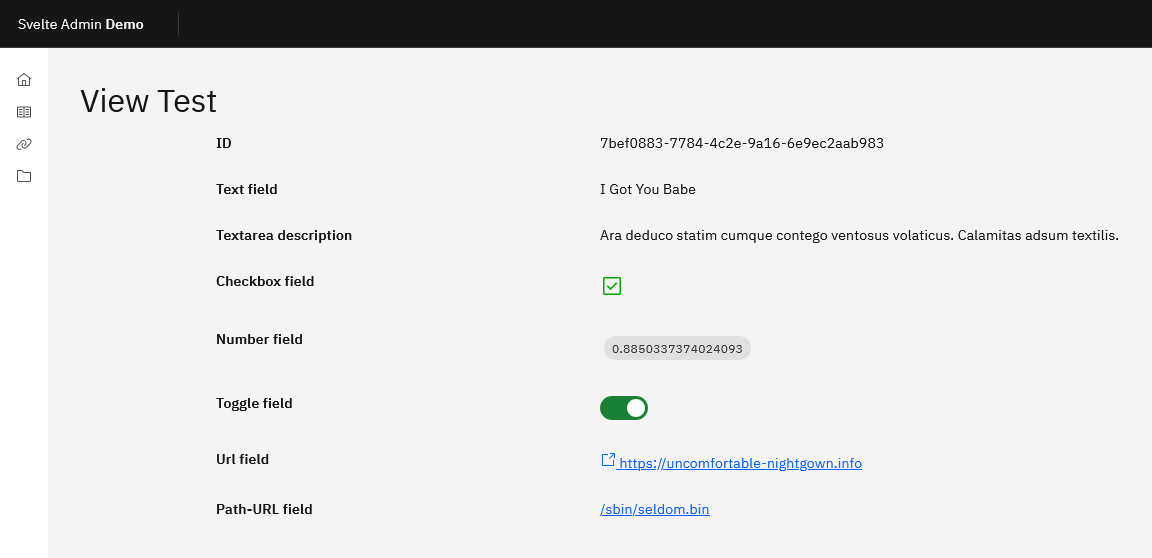 Svelte Admin Demo
View Test
ID 7bef0883-7784-4c2e-9a16-6e9ec2aab983
Text field I Got You Babe
Textarea description Ara deduco statim cumque contego ventosus volaticus. Calamitas adsum textilis.
Checkbox field
Number field 0.8850337374024093
Toggle field
Url field https://uncomfortable-nightgown.info
Path-URL field /sbin/seldom.bin